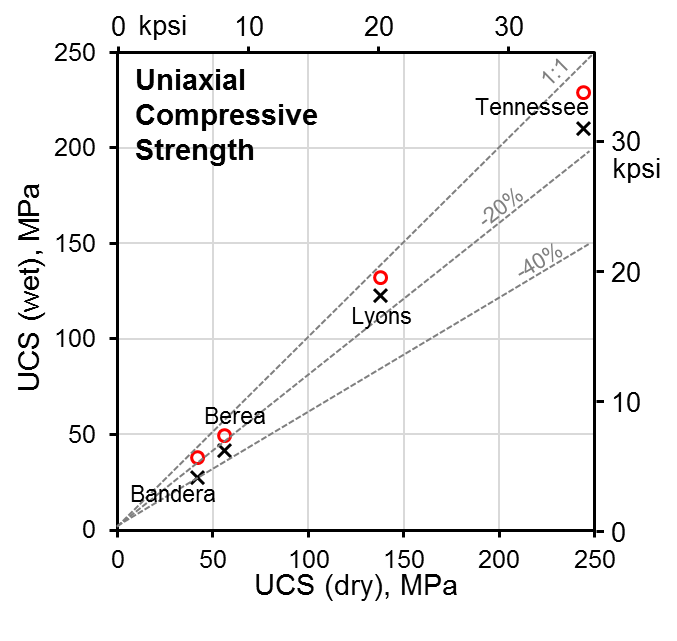 0 kpsi 10 20 30
250
Uniaxial
Compressive
Strength
1:1
Tennessee
200
30
kpsi
-20%
150
-40%
20
Lyons
100
10
Berea
50
Bandera
0
0
0 50 100 150 200 250
UCS (dry), MPa
UCS (wet), MPa